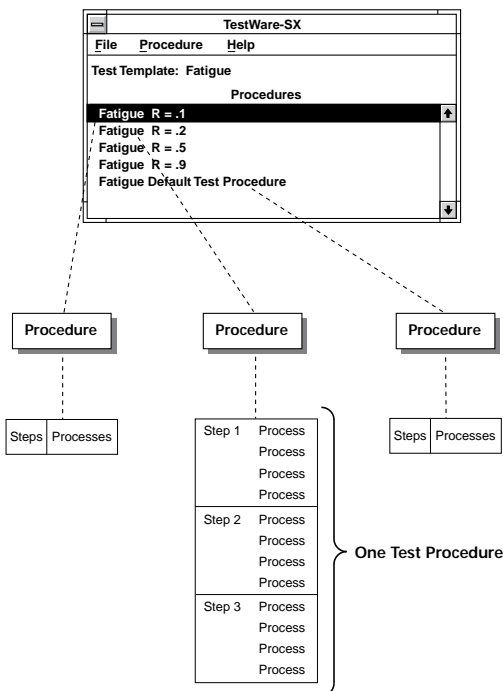 TestWare-SX
File Procedure Help
Test Template: Fatigue
Procedures
Fatigue R = .1
Fatigue R = .2
Fatigue R = .5
Fatigue R = .9
Fatigue Default Test Procedure
Procedure Procedure Procedure
Steps Processes
Step 1 Process
Process
Process
Process
Step 2 Process
Process
Process
Process
Step 3 Process
Process
Process
Process
One Test Procedure
Steps Processes